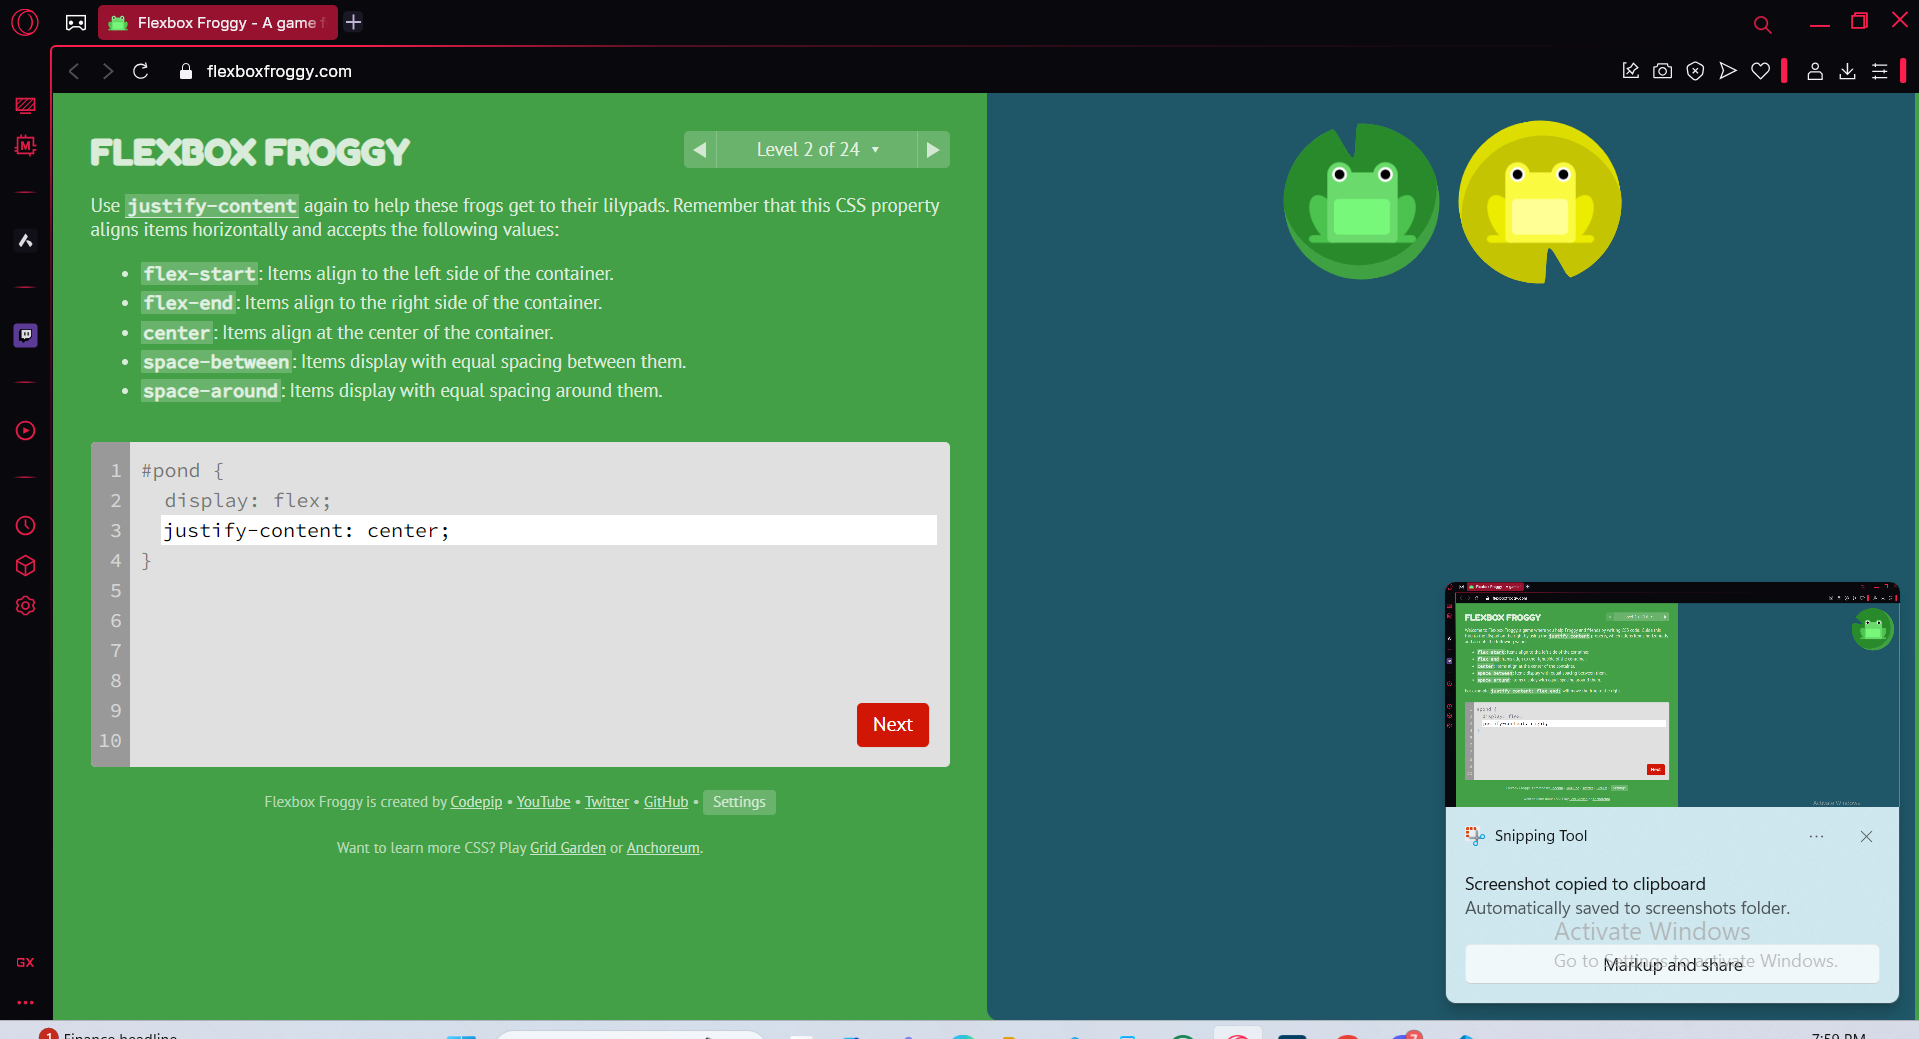 Flexbox Froggy - A game f
flexboxfroggy.com
FLEXBOX FROGGY
Level 2 of 24
Use justify-content again to help these frogs get to their lilypads. Remember that this CSS property
aligns items horizontally and accepts the following values:
flex-start: Items align to the left side of the container.
flex-end: Items align to the right side of the container.
center: Items align at the center of the container.
space-between: Items display with equal spacing between them.
space-around: Items display with equal spacing around them.
1 #pond {
2 display: flex;
3 justify-content: center;
4 }
5
6
7
8
9
10
Next
Flexbox Froggy is created by Codepip • YouTube • Twitter • GitHub • Settings
Want to learn more CSS? Play Grid Garden or Anchoreum.
FLEXBOX FROGGY
Next
Snipping Tool
Screenshot copied to clipboard
Automatically saved to screenshots folder.
Activate Windows
Go to Settings to activate Windows.
Markup and share
GX
1
Finance headline
7
7:59 PM